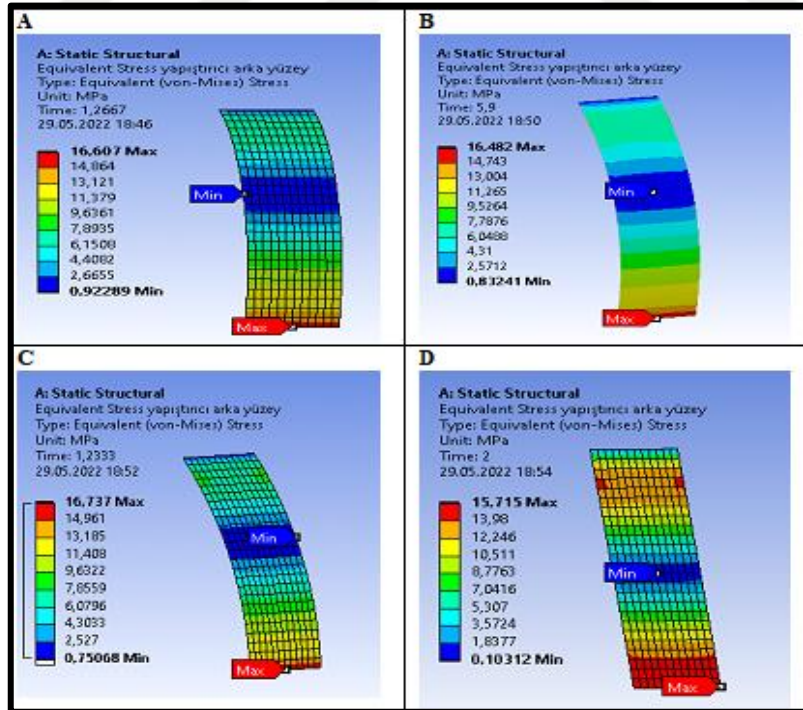 A
A: Static Structural
Equivalent Stress yapıştırıcı arka yüzey
Type: Equivalent (von-Mises) Stress
Unit: MPa
Time: 1,2667
29.05.2022 18:46
16,607 Max
14,864
13,121
11,379
9,6361
7,8935
6,1508
4,4082
2,6655
0,92289 Min
Min
Max
B
A: Static Structural
Equivalent Stress yapıştırıcı arka yüzey
Type: Equivalent (von-Mises) Stress
Unit: MPa
Time: 5,9
29.05.2022 18:50
16,482 Max
14,743
13,004
11,265
9,5264
7,7876
6,0488
4,31
2,5712
0,83241 Min
Min
Max
C
A: Static Structural
Equivalent Stress yapıştırıcı arka yüzey
Type: Equivalent (von-Mises) Stress
Unit: MPa
Time: 1,2333
29.05.2022 18:52
16,737 Max
14,961
13,185
11,408
9,6322
7,8559
6,0796
4,3033
2,527
0,75068 Min
Min
Max
D
A: Static Structural
Equivalent Stress yapıştırıcı arka yüzey
Type: Equivalent (von-Mises) Stress
Unit: MPa
Time: 2
29.05.2022 18:54
15,715 Max
13,98
12,246
10,511
8,7763
7,0416
5,307
3,5724
1,8377
0,10312 Min
Min
Max